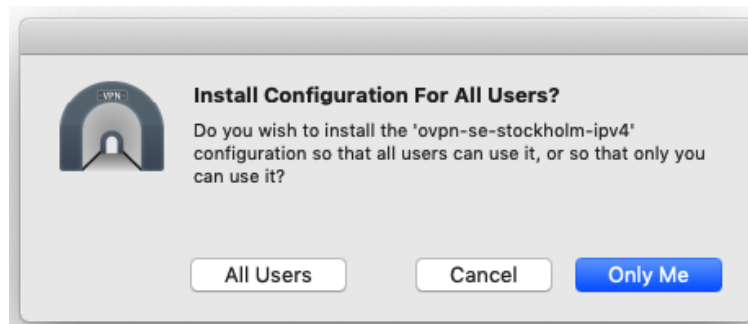 -VPN-
Install Configuration For All Users?
Do you wish to install the 'ovpn-se-stockholm-ipv4'
configuration so that all users can use it, or so that only you
can use it?
All Users
Cancel
Only Me